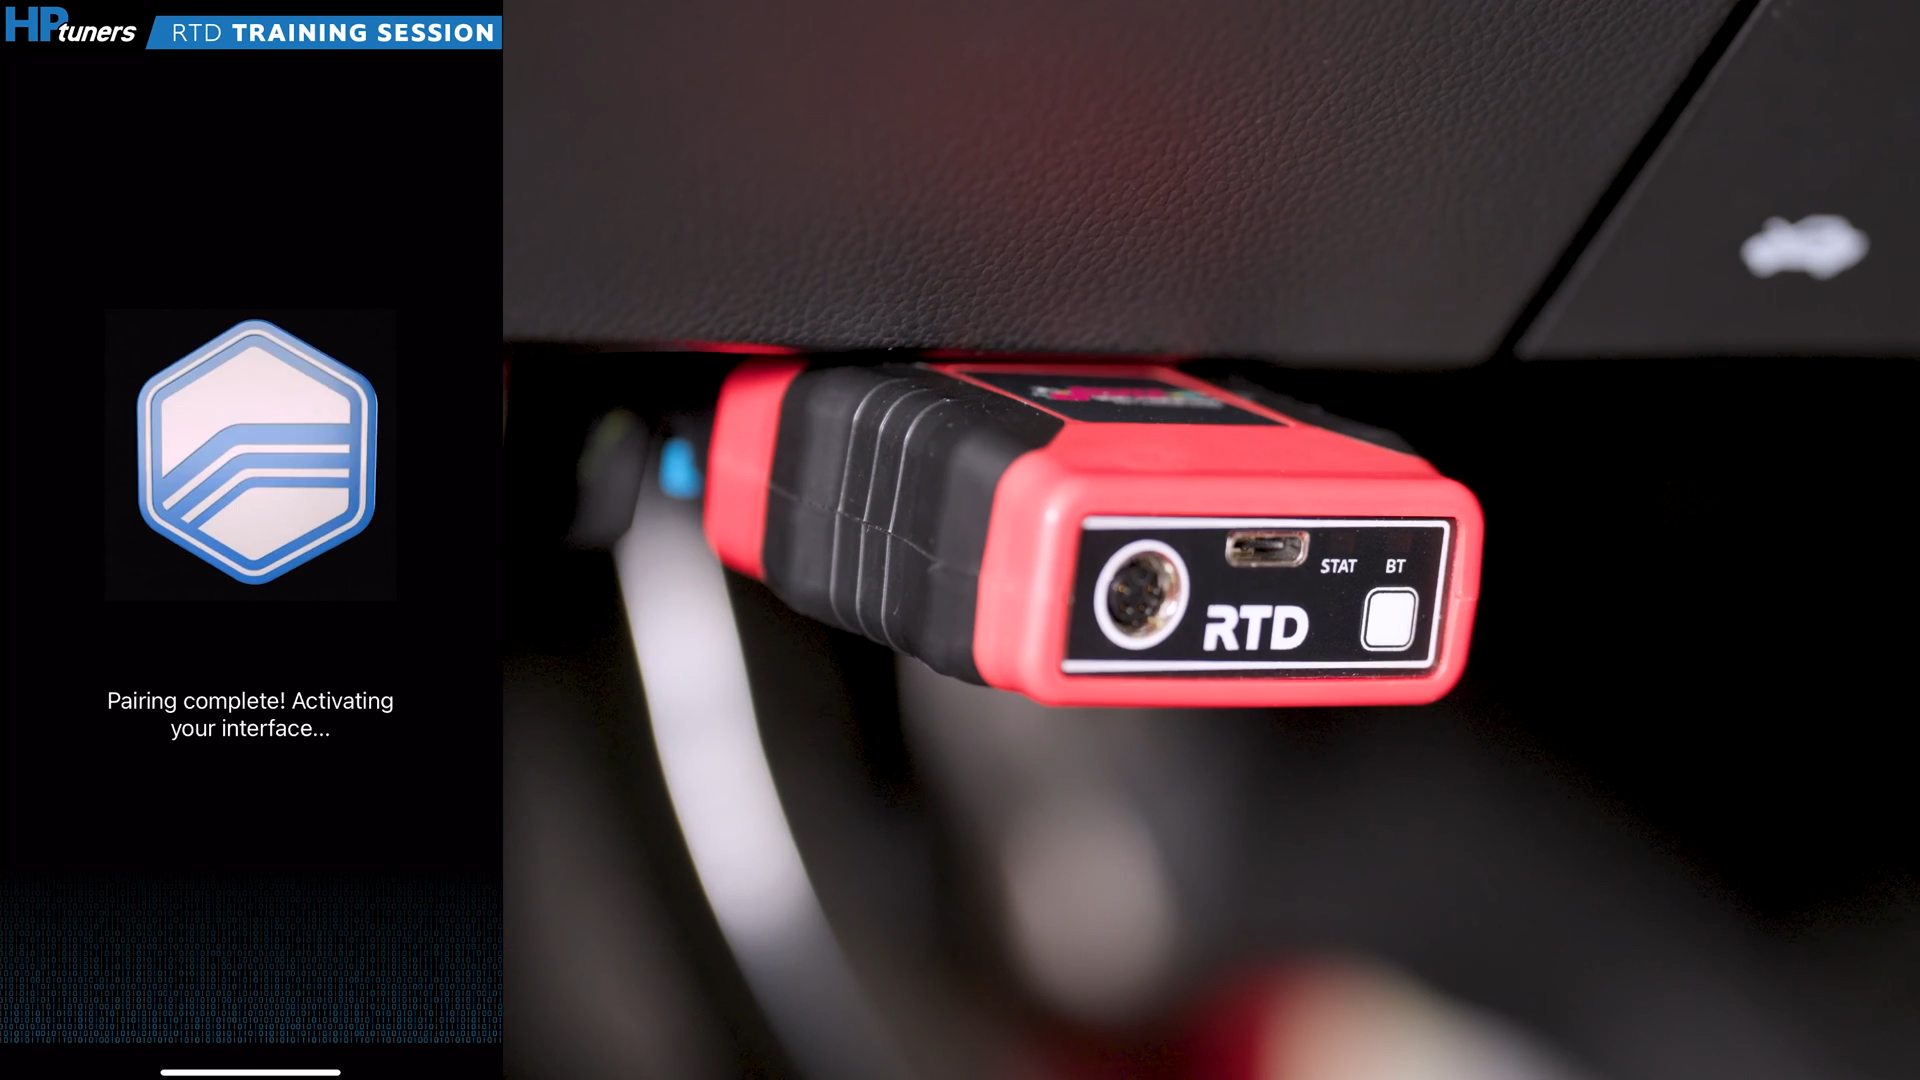 HPtuners RTD TRAINING SESSION
Pairing complete! Activating
your interface...
STAT BT
RTD